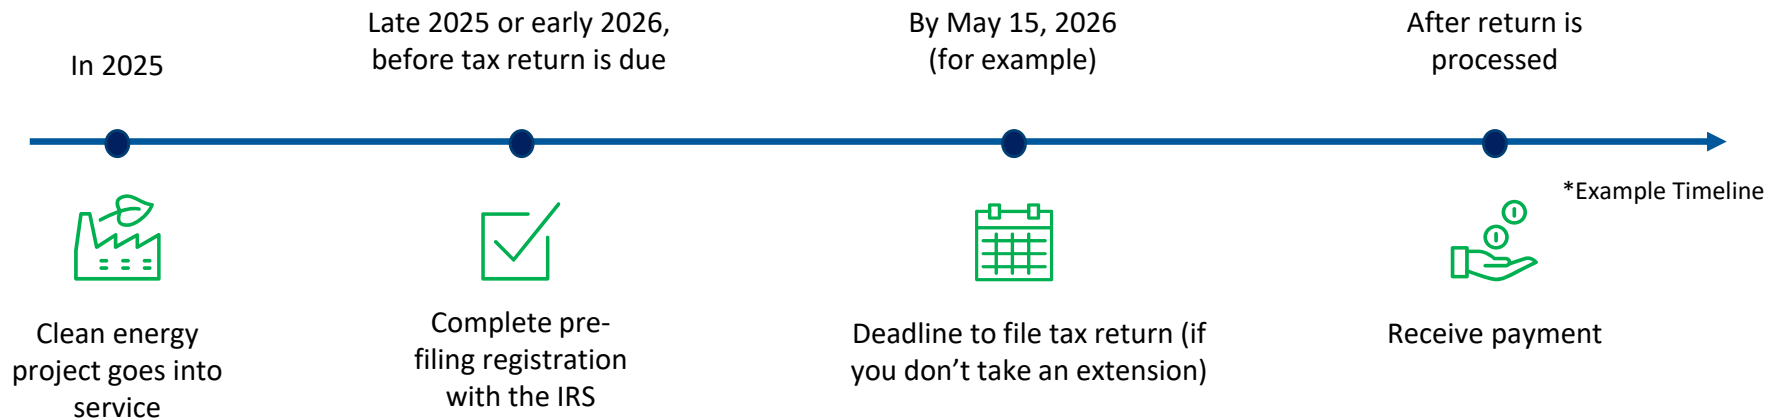 In 2025
Late 2025 or early 2026,
before tax return is due
By May 15, 2026
(for example)
After return is
processed
*Example Timeline
Clean energy
project goes into
service
Complete pre-
filing registration
with the IRS
Deadline to file tax return (if
you don’t take an extension)
Receive payment